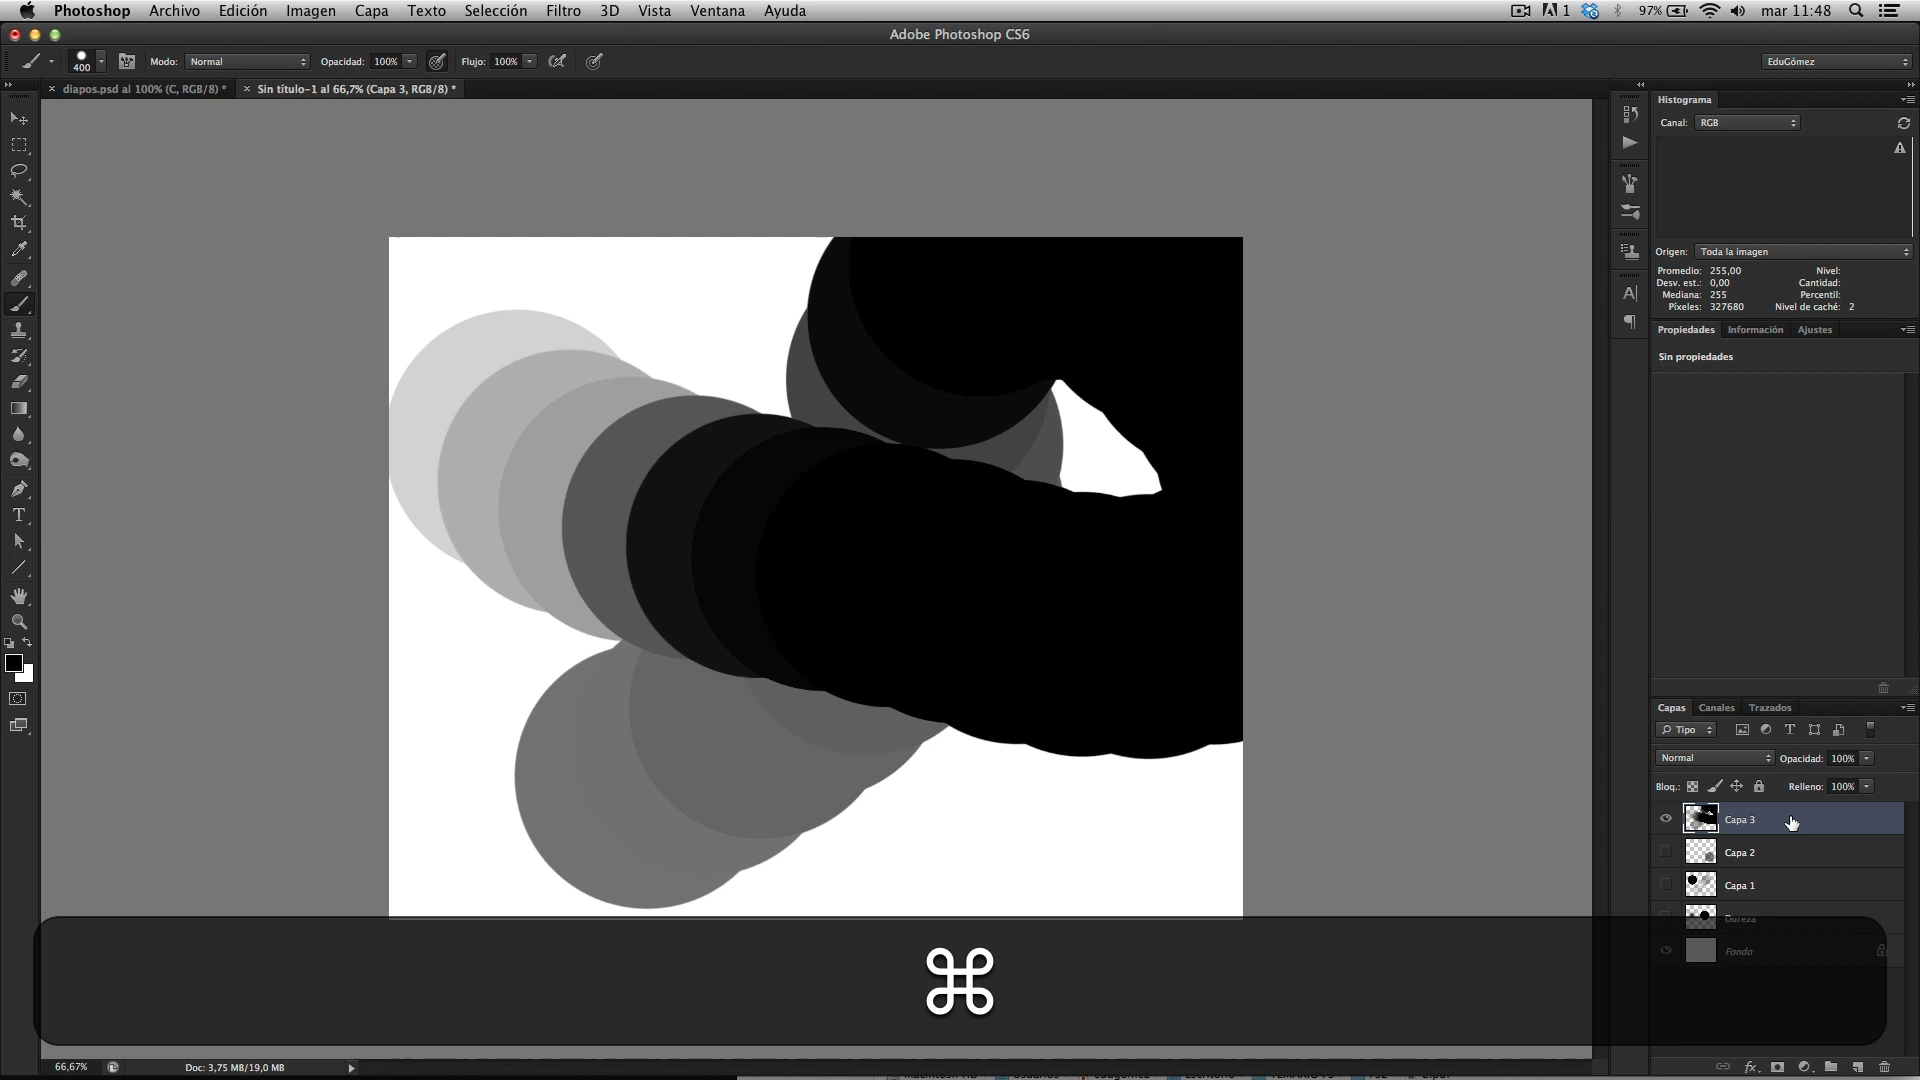 Photoshop Archivo Edición Imagen Capa Texto Selección Filtro 3D Vista Ventana Ayuda 1 97% mar 11:48
Adobe Photoshop CS6
400 Modo: Normal Opacidad: 100% Flujo: 100% EduGómez
diapos.psd al 100% (C, RGB/8) * Sin título-1 al 66,7% (Capa 3, RGB/8) *
Histograma
Canal: RGB
Origen: Toda la imagen
Promedio: 255,00 Nivel:
Desv. est.: 0,00 Cantidad:
Mediana: 255 Percentil:
Píxeles: 327680 Nivel de caché: 2
Propiedades Información Ajustes
Sin propiedades
Capas Canales Trazados
Tipo
Normal Opacidad: 100%
Bloq.: Relleno: 100%
Capa 3
Capa 2
Capa 1
Dureza
Fondo
66,67% Doc: 3,75 MB/19,0 MB